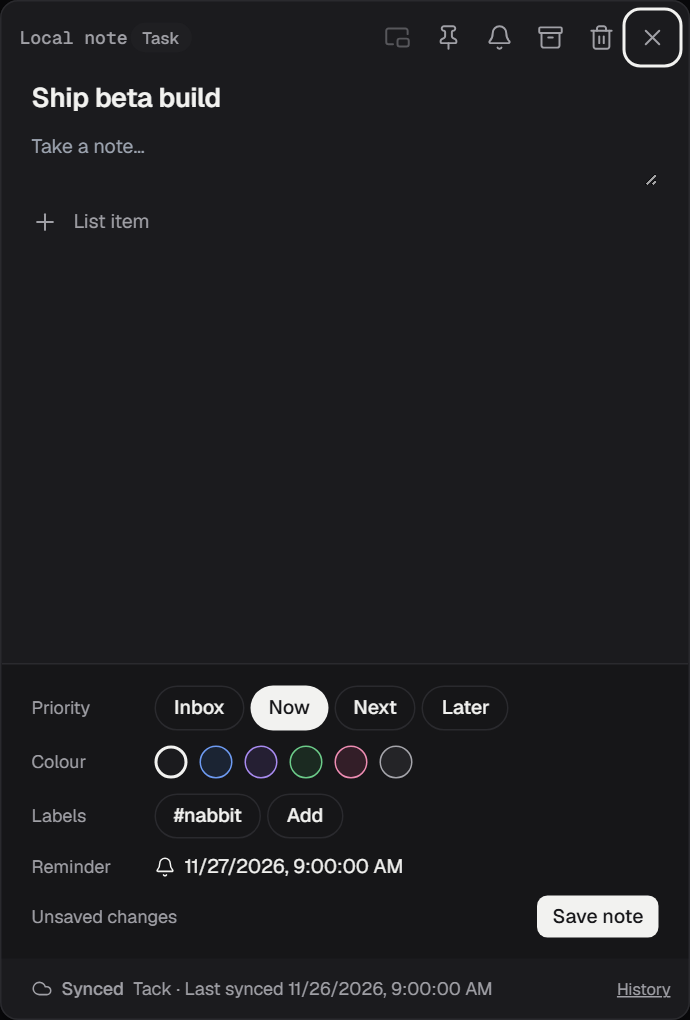 Local note Task
Ship beta build
Take a note...
List item
Priority Inbox Now Next Later
Colour
Labels #nabbit Add
Reminder 11/27/2026, 9:00:00 AM
Unsaved changes Save note
Synced Tack · Last synced 11/26/2026, 9:00:00 AM History